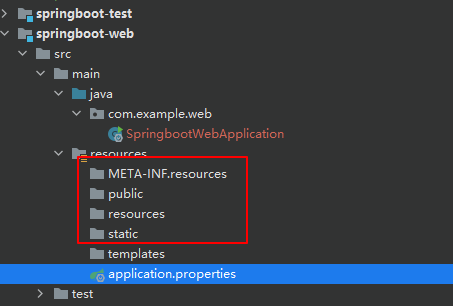 springboot-test
springboot-web
src
main
java
com.example.web
SpringbootWebApplication
resources
META-INF.resources
public
resources
static
templates
application.properties
test